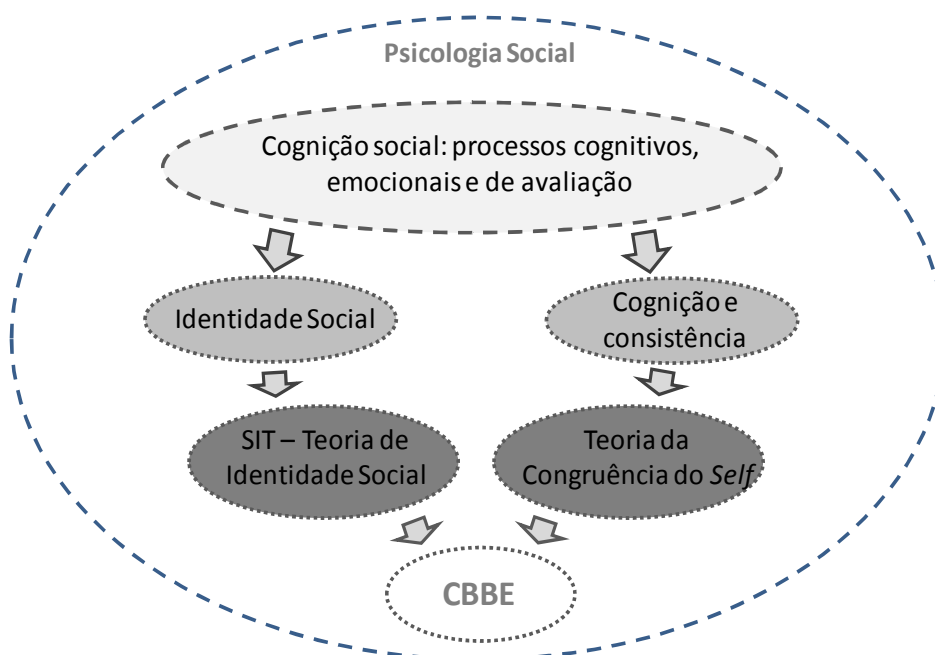 Psicologia Social
Cognição social: processos cognitivos,
emocionais e de avaliação
Identidade Social
Cognição e
consistência
SIT – Teoria de
Identidade Social
Teoria da
Congruência do Self
CBBE